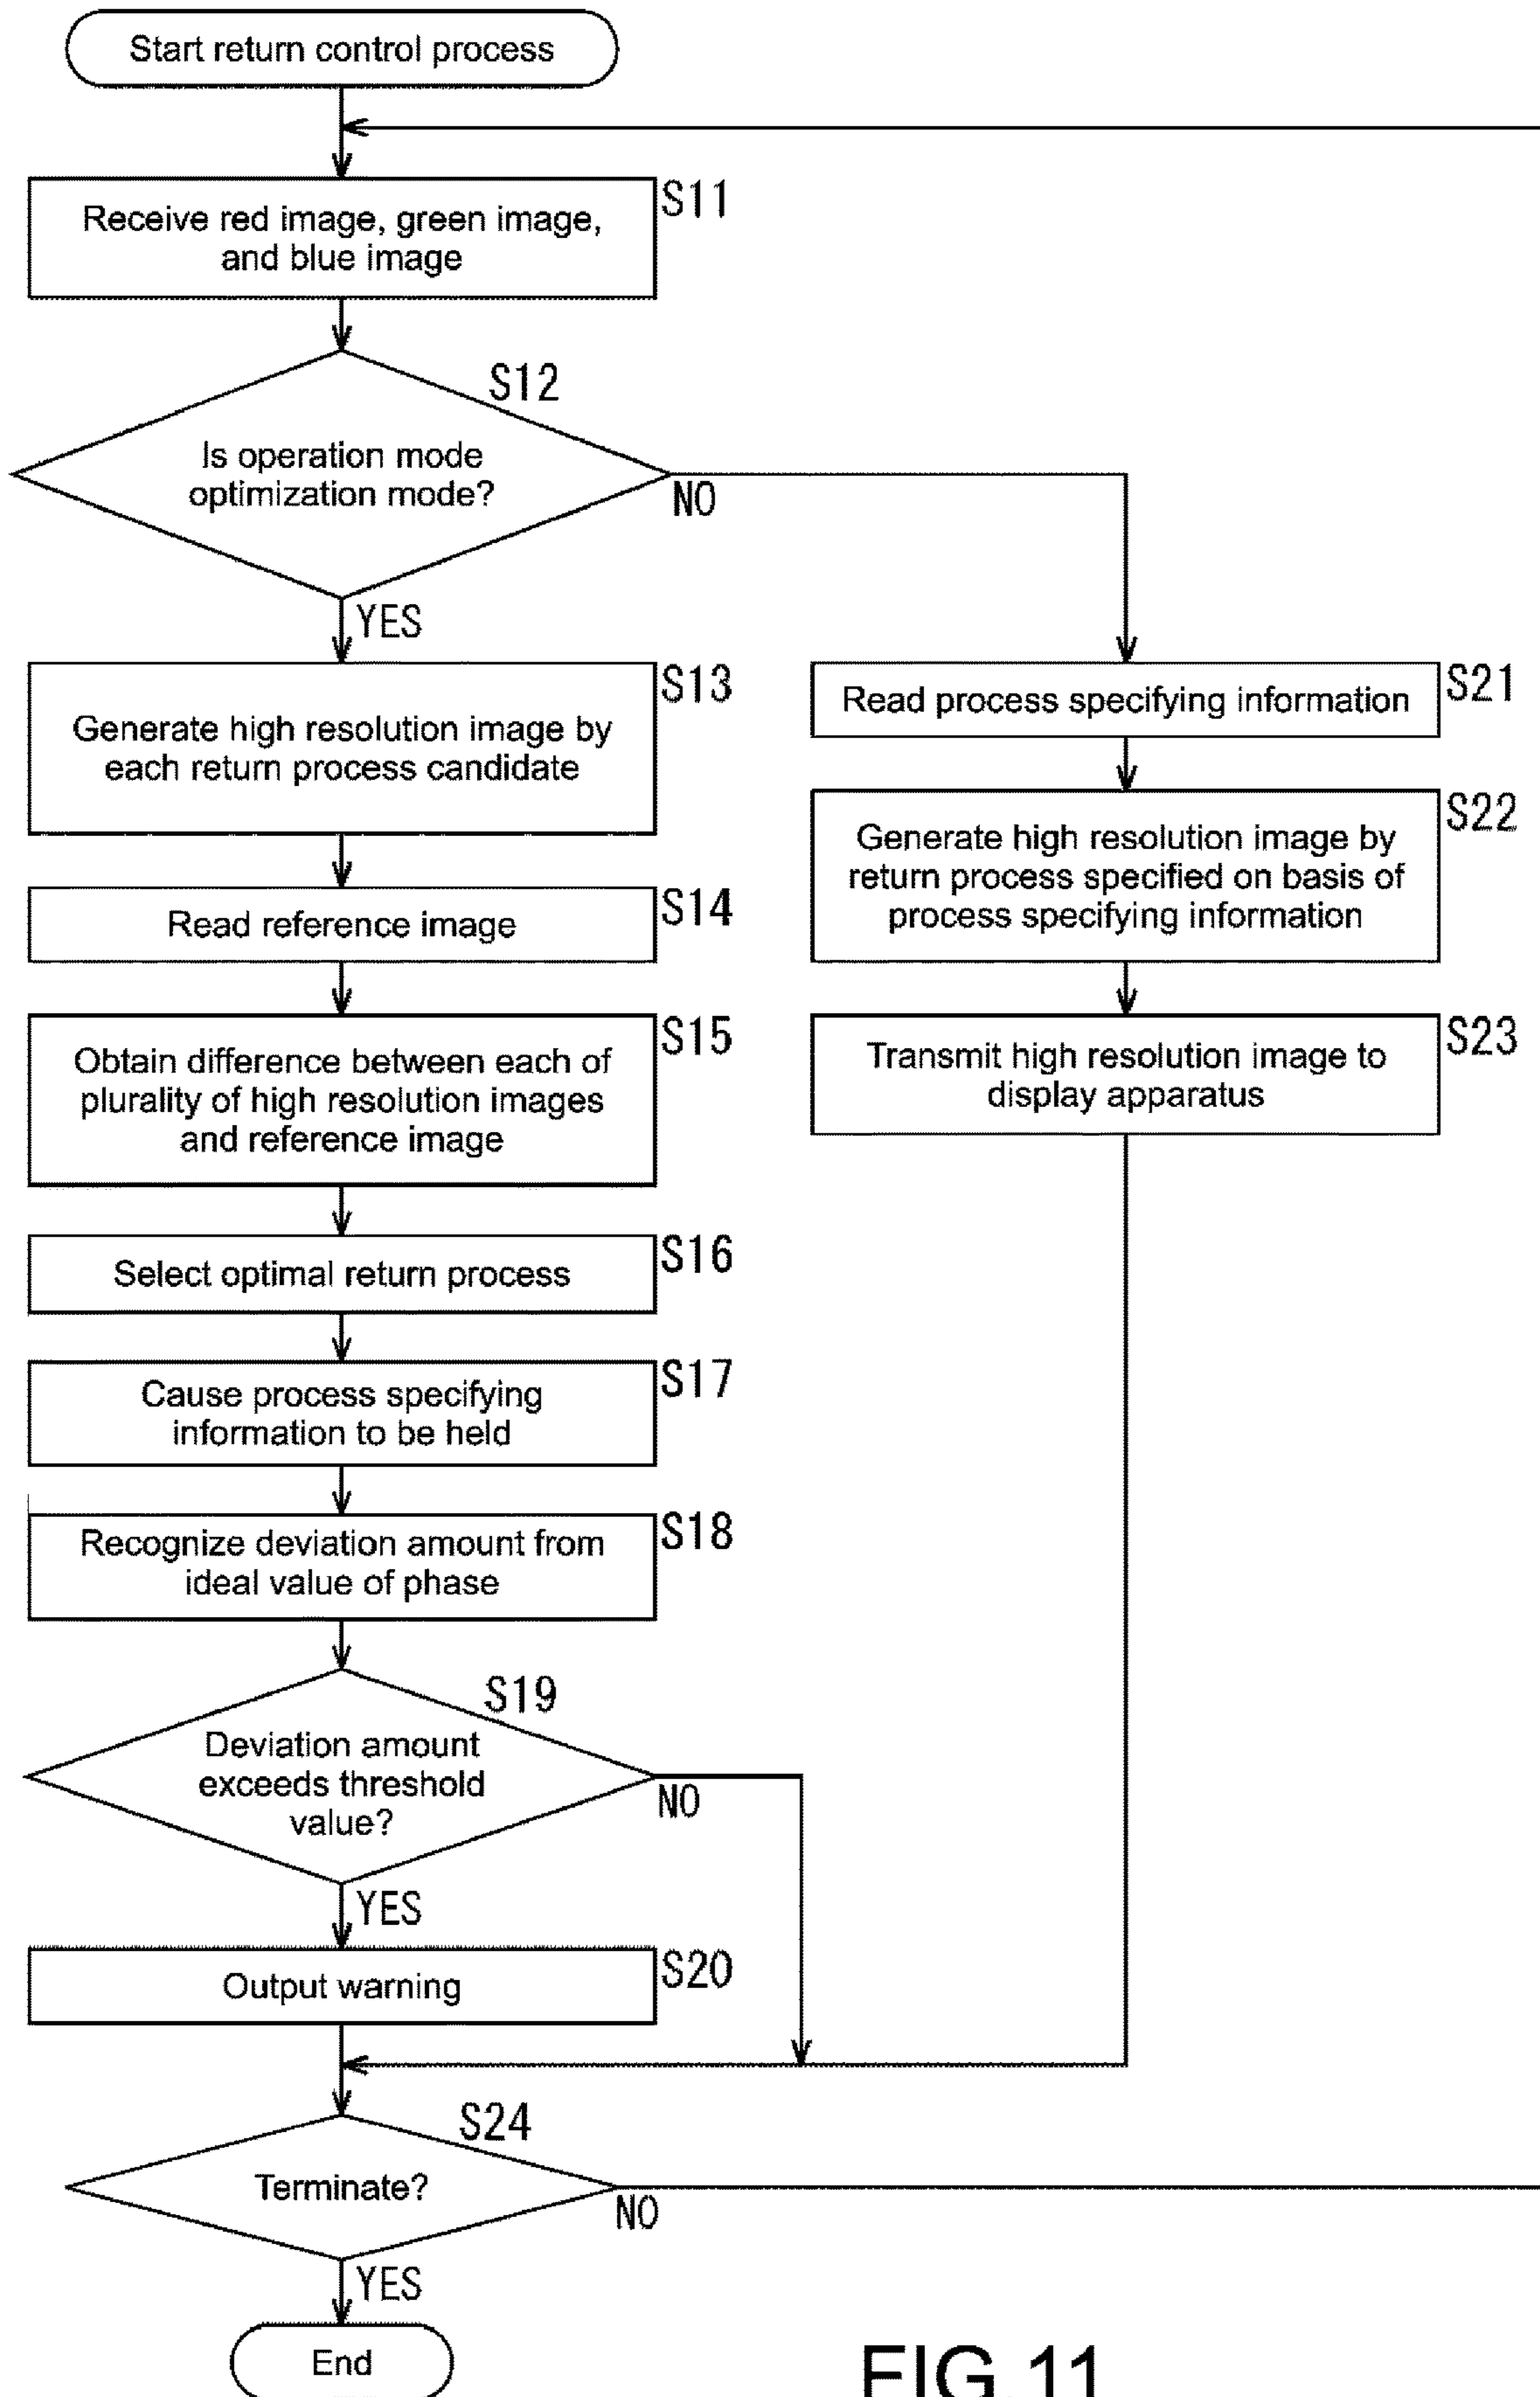 Start return control process
S11
Receive red image, green image,
and blue image
S12
Is operation mode
optimization mode?
NO
YES
S13
Generate high resolution image by
each return process candidate
S14
Read reference image
S15
Obtain difference between each of
plurality of high resolution images
and reference image
S16
Select optimal return process
S17
Cause process specifying
information to be held
S18
Recognize deviation amount from
ideal value of phase
S19
Deviation amount
exceeds threshold
value?
NO
YES
S20
Output warning
S21
Read process specifying information
S22
Generate high resolution image by
return process specified on basis of
process specifying information
S23
Transmit high resolution image to
display apparatus
S24
Terminate?
NO
YES
End
FIG.11